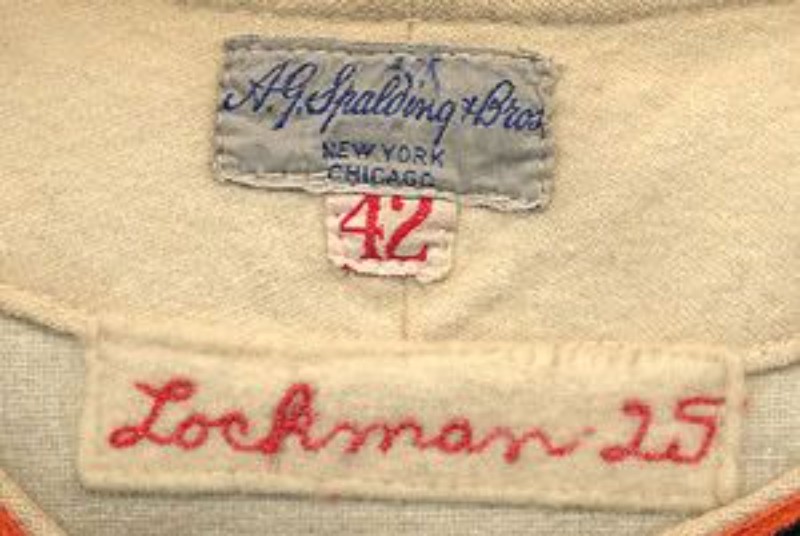 A.G. Spalding & Bros.
NEW YORK
CHICAGO
42
Lockman 25